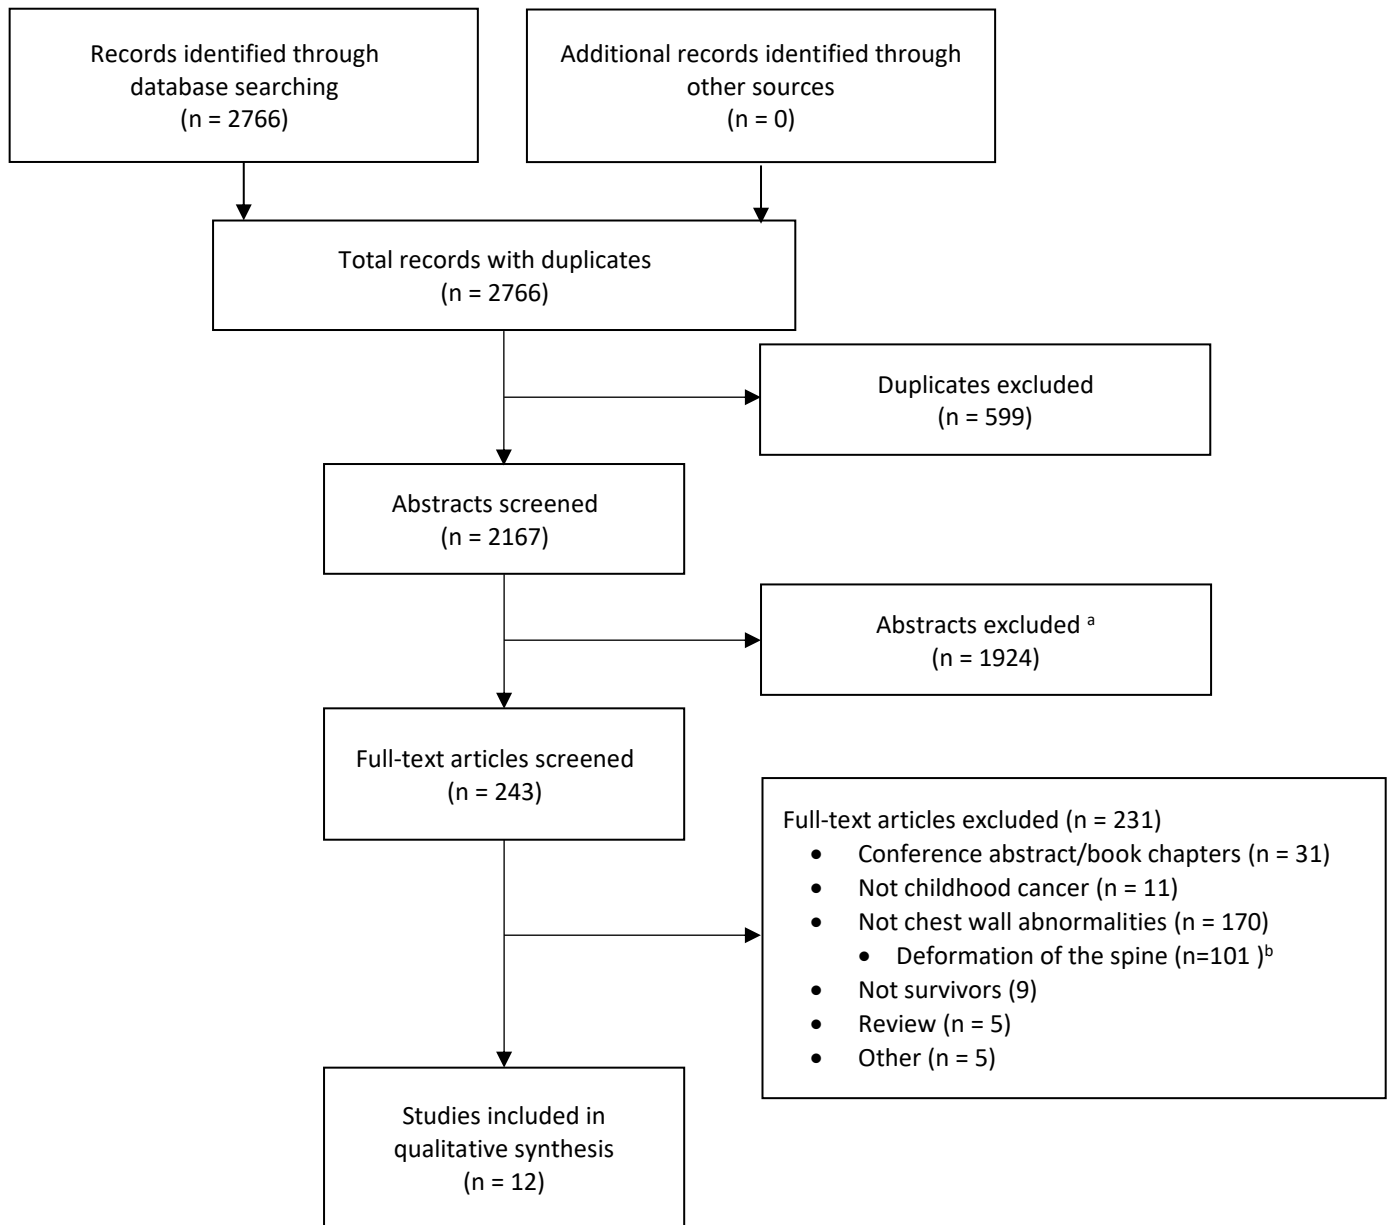 Records identified through
database searching
(n = 2766)
Additional records identified through
other sources
(n = 0)
Total records with duplicates
(n = 2766)
Duplicates excluded
(n = 599)
Abstracts screened
(n = 2167)
Abstracts excluded ᵃ
(n = 1924)
Full-text articles screened
(n = 243)
Full-text articles excluded (n = 231)
• Conference abstract/book chapters (n = 31)
• Not childhood cancer (n = 11)
• Not chest wall abnormalities (n = 170)
• Deformation of the spine (n=101 )ᵇ
• Not survivors (9)
• Review (n = 5)
• Other (n = 5)
Studies included in
qualitative synthesis
(n = 12)